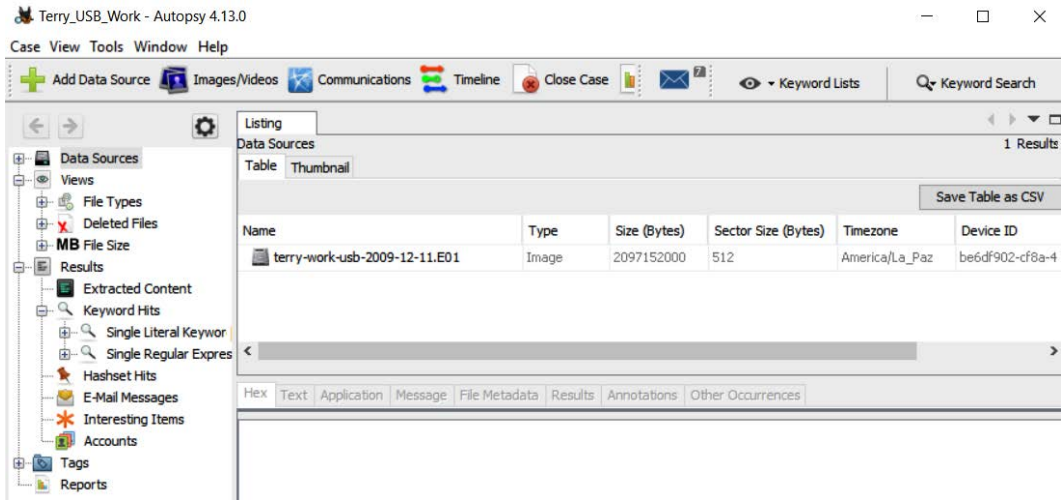 Terry_USB_Work - Autopsy 4.13.0
Case View Tools Window Help
Add Data Source Images/Videos Communications Timeline Close Case 7 Keyword Lists Keyword Search
Listing
Data Sources 1 Results
Table Thumbnail
Save Table as CSV
Name Type Size (Bytes) Sector Size (Bytes) Timezone Device ID
terry-work-usb-2009-12-11.E01 Image 2097152000 512 America/La_Paz be6df902-cf8a-4
Data Sources
Views
File Types
Deleted Files
MB File Size
Results
Extracted Content
Keyword Hits
Single Literal Keywor
Single Regular Expres
Hashset Hits
E-Mail Messages
Interesting Items
Accounts
Tags
Reports
Hex Text Application Message File Metadata Results Annotations Other Occurrences